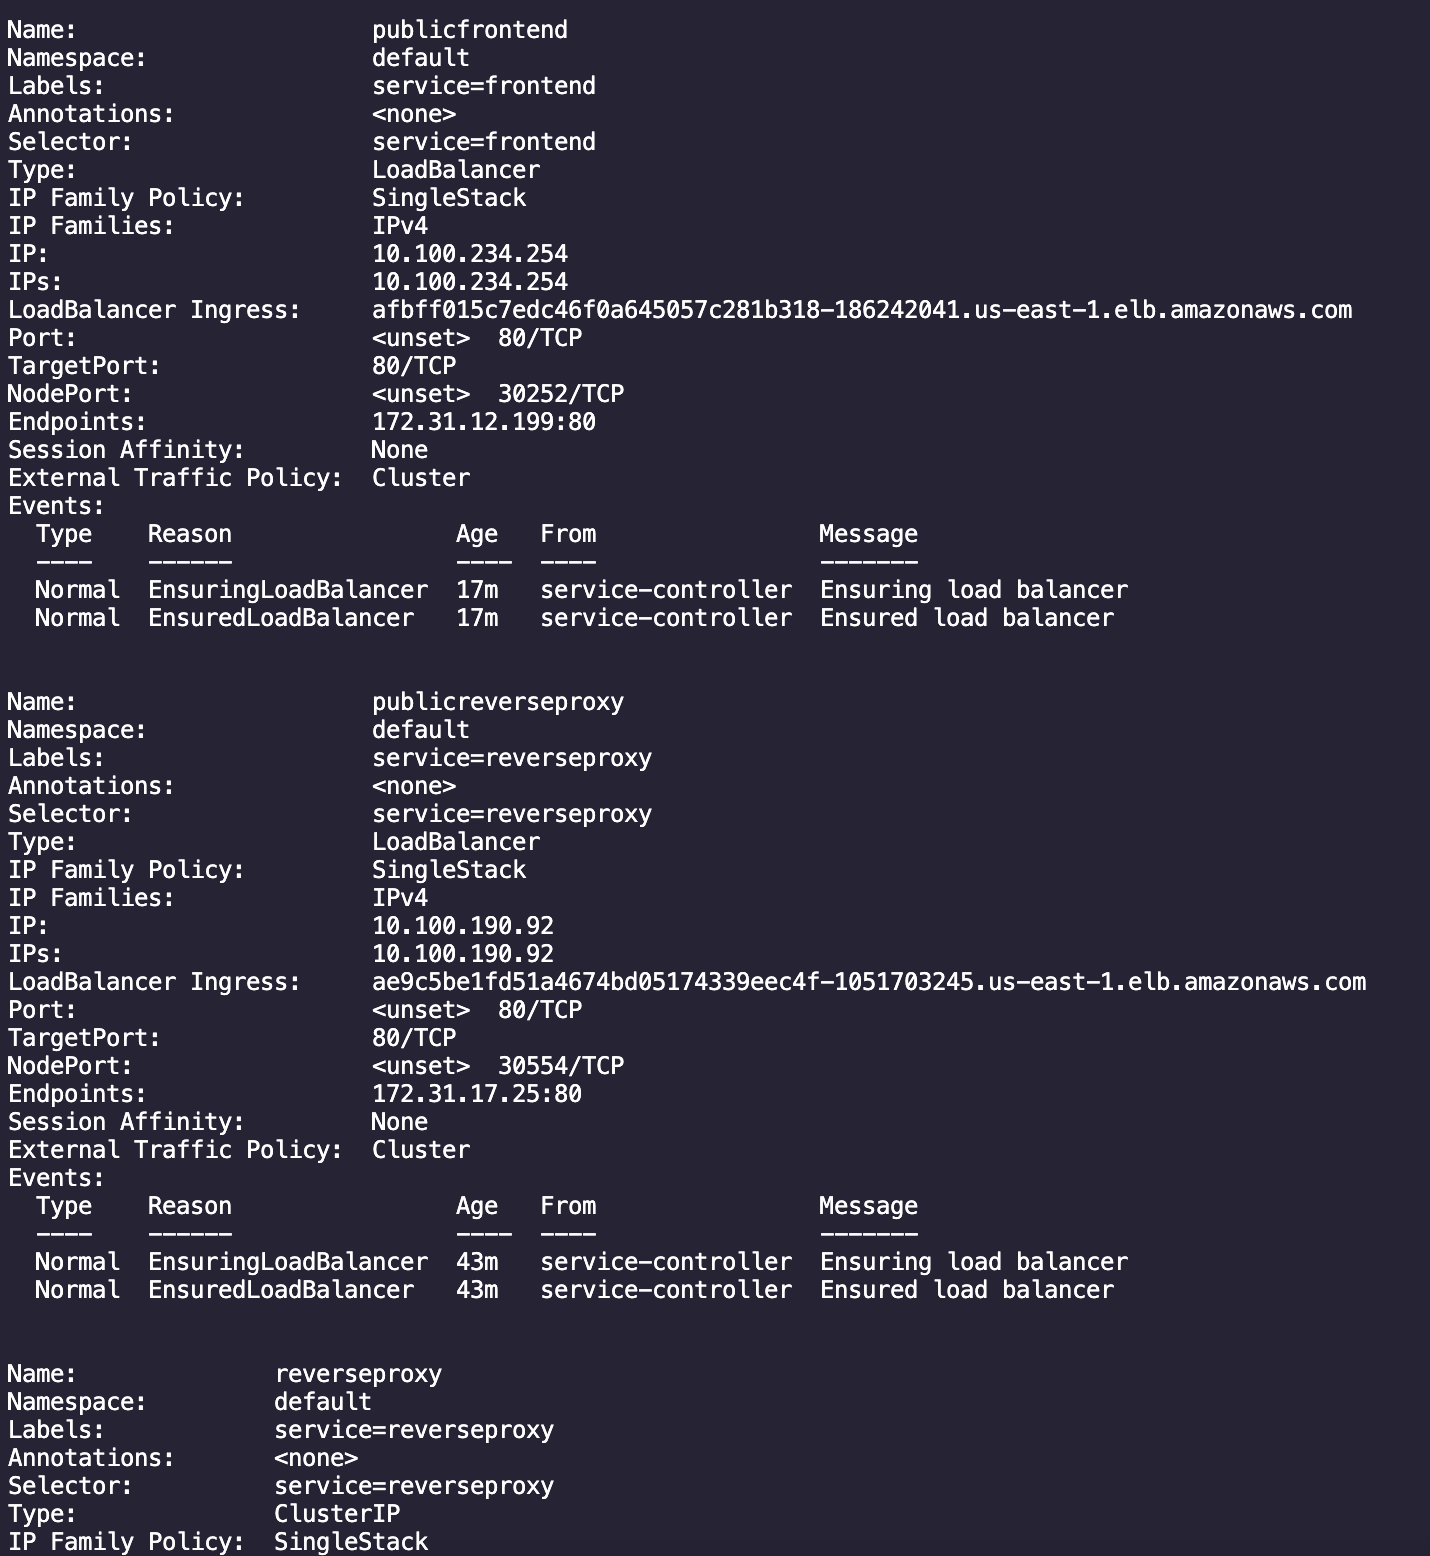 Name:                     publicfrontend
Namespace:                default
Labels:                   service=frontend
Annotations:              <none>
Selector:                 service=frontend
Type:                     LoadBalancer
IP Family Policy:         SingleStack
IP Families:              IPv4
IP:                       10.100.234.254
IPs:                      10.100.234.254
LoadBalancer Ingress:     afbff015c7edc46f0a645057c281b318-186242041.us-east-1.elb.amazonaws.com
Port:                     <unset>  80/TCP
TargetPort:               80/TCP
NodePort:                 <unset>  30252/TCP
Endpoints:                172.31.12.199:80
Session Affinity:         None
External Traffic Policy:  Cluster
Events:
  Type    Reason                Age   From                Message
  ----    ------                ----  ----                -------
  Normal  EnsuringLoadBalancer  17m   service-controller  Ensuring load balancer
  Normal  EnsuredLoadBalancer   17m   service-controller  Ensured load balancer
Name:                     publicreverseproxy
Namespace:                default
Labels:                   service=reverseproxy
Annotations:              <none>
Selector:                 service=reverseproxy
Type:                     LoadBalancer
IP Family Policy:         SingleStack
IP Families:              IPv4
IP:                       10.100.190.92
IPs:                      10.100.190.92
LoadBalancer Ingress:     ae9c5be1fd51a4674bd05174339eec4f-1051703245.us-east-1.elb.amazonaws.com
Port:                     <unset>  80/TCP
TargetPort:               80/TCP
NodePort:                 <unset>  30554/TCP
Endpoints:                172.31.17.25:80
Session Affinity:         None
External Traffic Policy:  Cluster
Events:
  Type    Reason                Age   From                Message
  ----    ------                ----  ----                -------
  Normal  EnsuringLoadBalancer  43m   service-controller  Ensuring load balancer
  Normal  EnsuredLoadBalancer   43m   service-controller  Ensured load balancer
Name:              reverseproxy
Namespace:         default
Labels:            service=reverseproxy
Annotations:       <none>
Selector:          service=reverseproxy
Type:              ClusterIP
IP Family Policy:  SingleStack